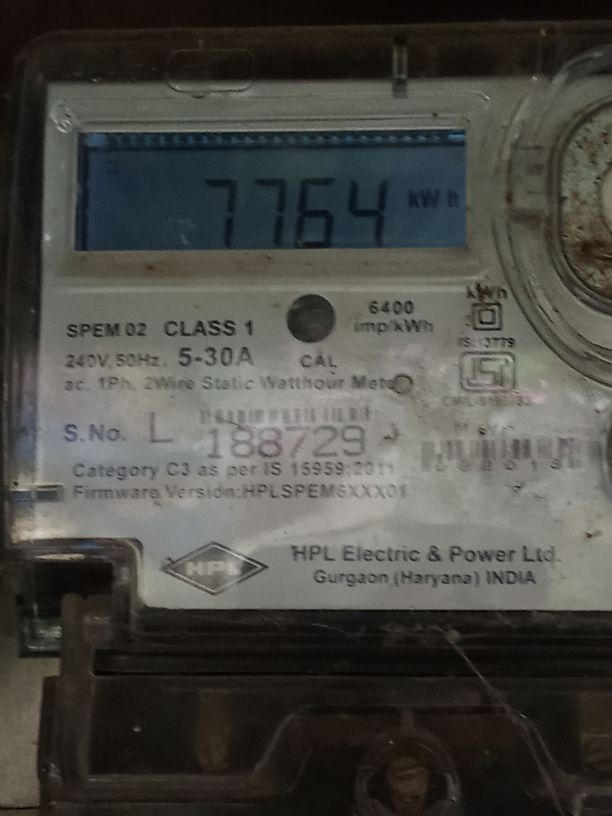 7764 kWh
kWh
SPEM 02 CLASS 1
6400
imp/kWh
240V, 50Hz, 5-30A
CAL
ac. 1Ph. 2Wire Static Watthour Meter
S.No. L 188729
Category C3 as per IS 15959:2011
Firmware Version:HPLSPEM6XXX01
HPL
HPL Electric & Power Ltd.
Gurgaon (Haryana) INDIA